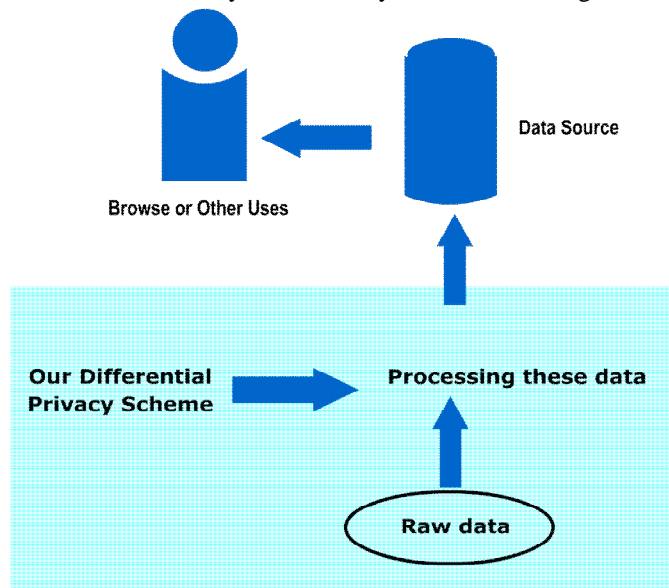 Data Source
Browse or Other Uses
Our Differential
Privacy Scheme
Processing these data
Raw data